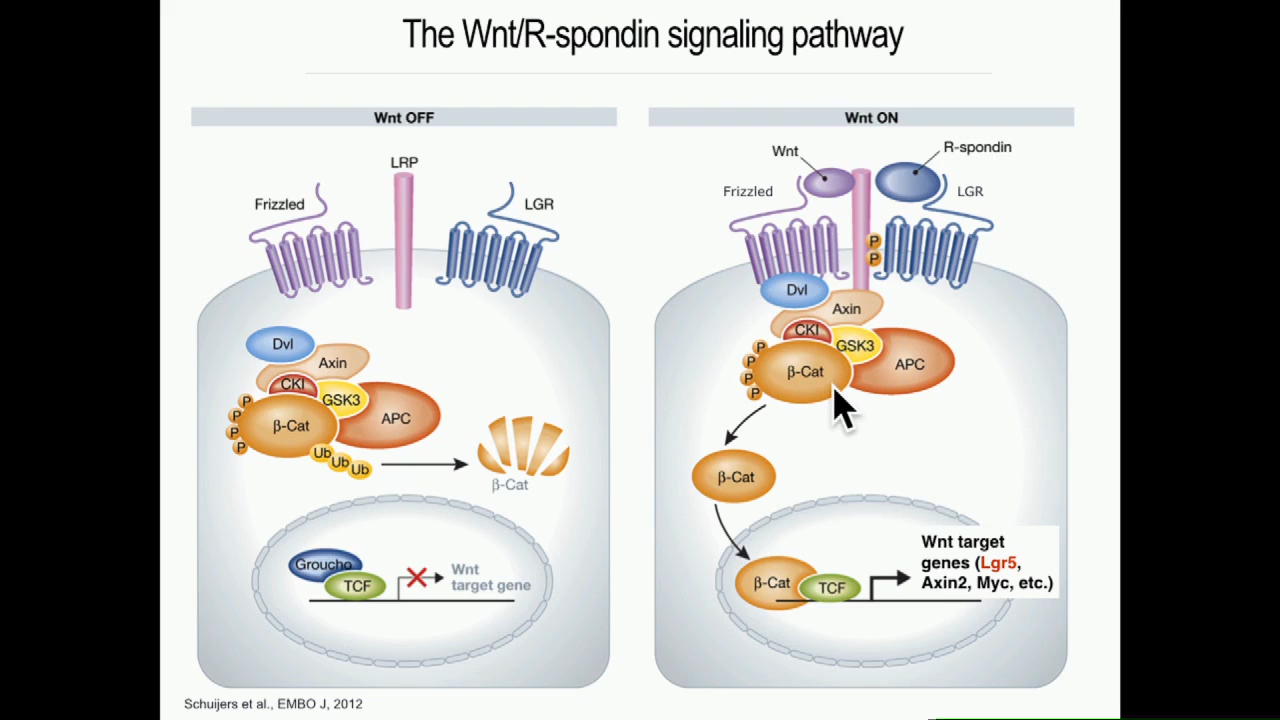 The Wnt/R-spondin signaling pathway
Wnt OFF
LRP
Frizzled
LGR
Dvl
Axin
CKI
GSK3
P
P
P
P
β-Cat
APC
Ub
Ub
Ub
β-Cat
Groucho
TCF
Wnt
target gene
Wnt ON
Wnt
R-spondin
Frizzled
LGR
P
P
Dvl
Axin
CKI
GSK3
P
P
P
P
β-Cat
APC
β-Cat
β-Cat
TCF
Wnt target
genes (Lgr5,
Axin2, Myc, etc.)
Schuijers et al., EMBO J, 2012